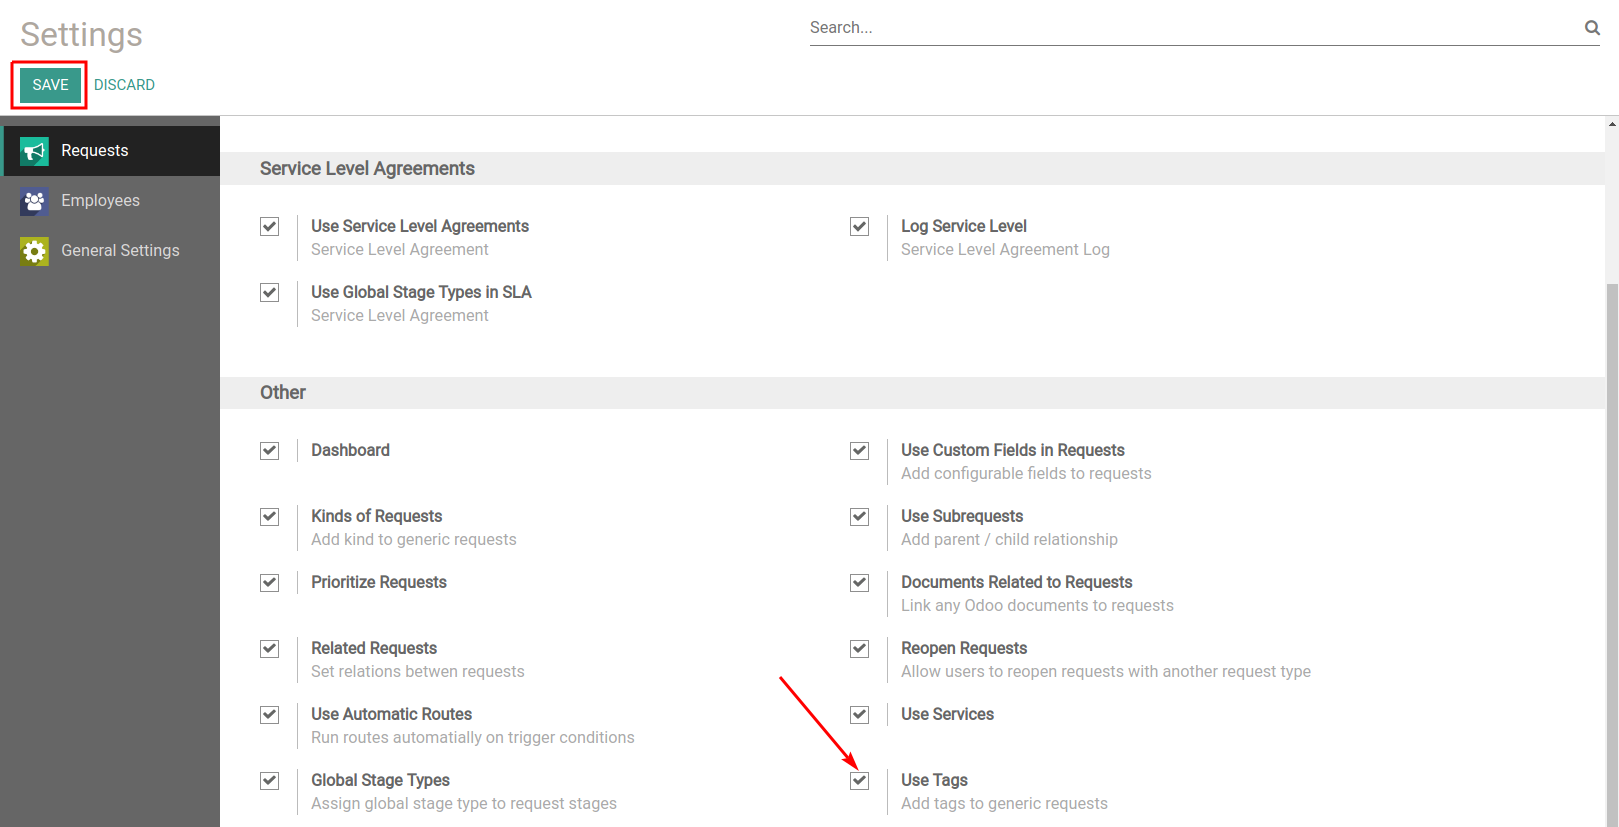 Settings
Search...
SAVE DISCARD
Requests
Employees
General Settings
Service Level Agreements
Use Service Level Agreements
Service Level Agreement
Log Service Level
Service Level Agreement Log
Use Global Stage Types in SLA
Service Level Agreement
Other
Dashboard
Use Custom Fields in Requests
Add configurable fields to requests
Kinds of Requests
Add kind to generic requests
Use Subrequests
Add parent / child relationship
Prioritize Requests
Documents Related to Requests
Link any Odoo documents to requests
Related Requests
Set relations betwen requests
Reopen Requests
Allow users to reopen requests with another request type
Use Automatic Routes
Run routes automatially on trigger conditions
Use Services
Global Stage Types
Assign global stage type to request stages
Use Tags
Add tags to generic requests